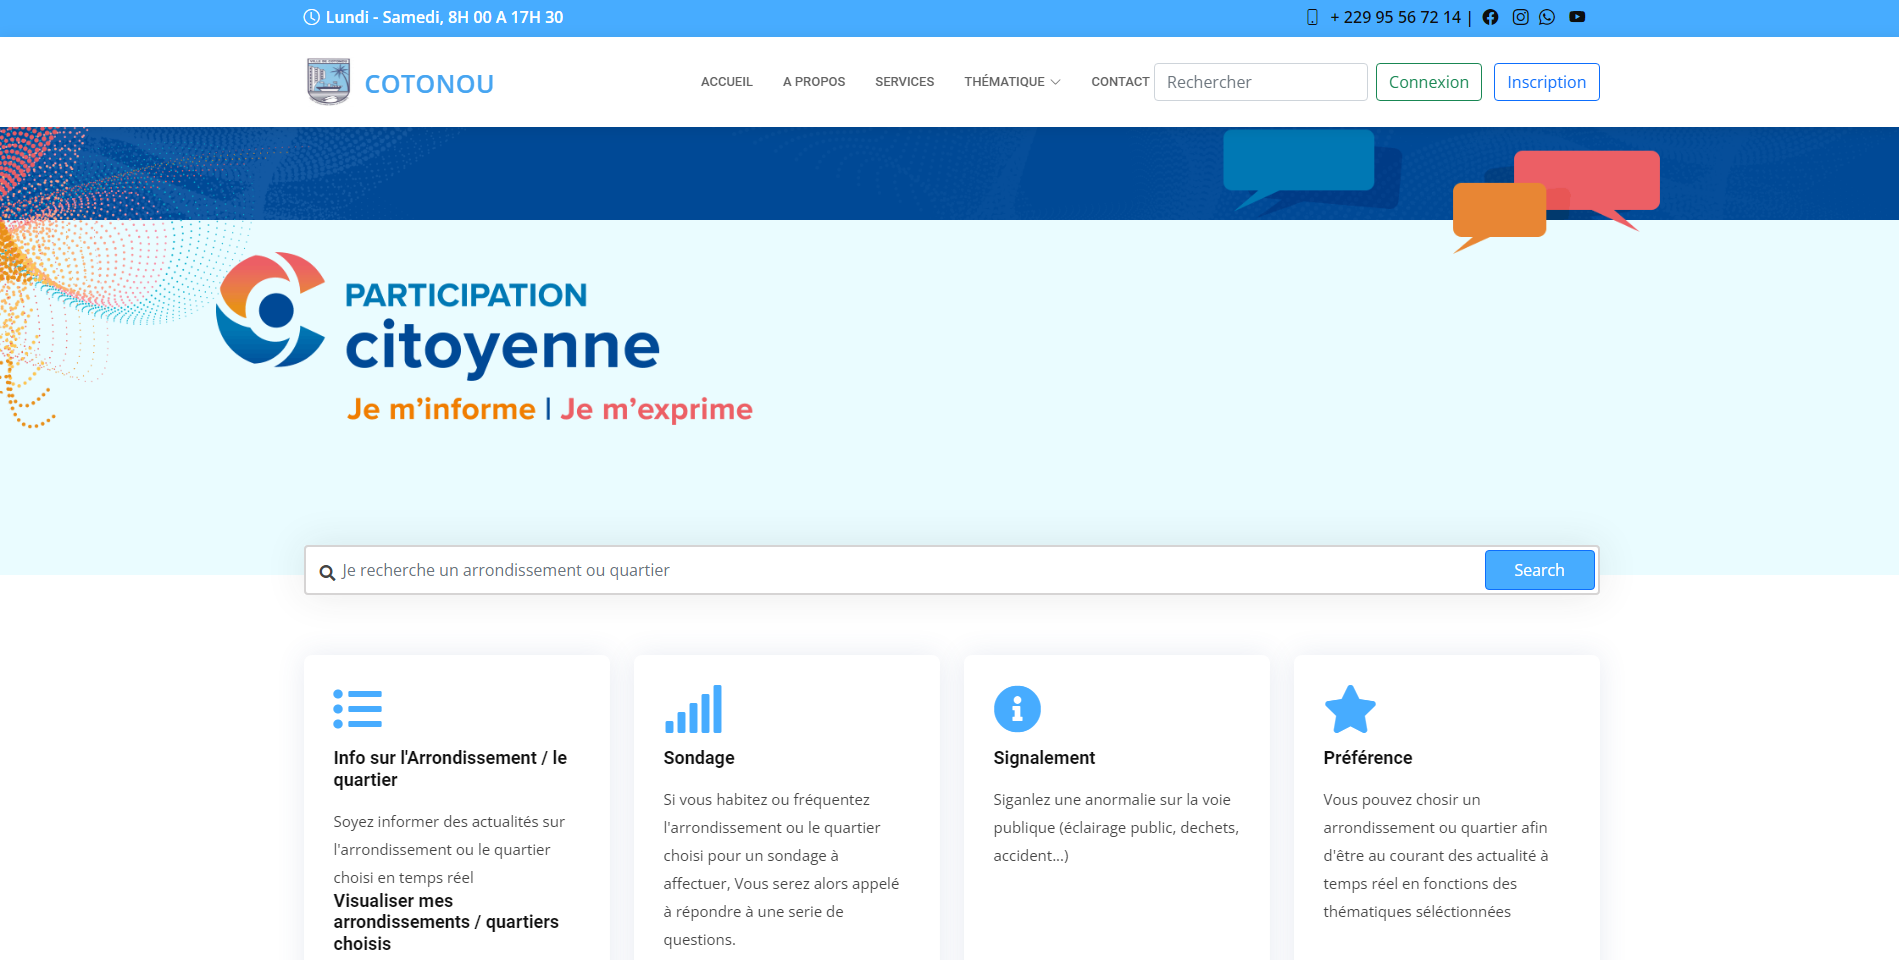 Lundi - Samedi, 8H 00 A 17H 30
+ 229 95 56 72 14 |
COTONOU
ACCUEIL
A PROPOS
SERVICES
THÉMATIQUE
CONTACT
Rechercher
Connexion
Inscription
PARTICIPATION
citoyenne
Je m'informe | Je m'exprime
Je recherche un arrondissement ou quartier
Search
Info sur l'Arrondissement / le
quartier
Soyez informer des actualités sur
l'arrondissement ou le quartier
choisi en temps réel
Visualiser mes
arrondissements / quartiers
choisis
Sondage
Si vous habitez ou fréquentez
l'arrondissement ou le quartier
choisi pour un sondage à
affectuer, Vous serez alors appelé
à répondre à une serie de
questions.
Signalement
Siganlez une anormalie sur la voie
publique (éclairage public, dechets,
accident...)
Préférence
Vous pouvez chosir un
arrondissement ou quartier afin
d'être au courant des actualité à
temps réel en fonctions des
thématiques séléctionnées